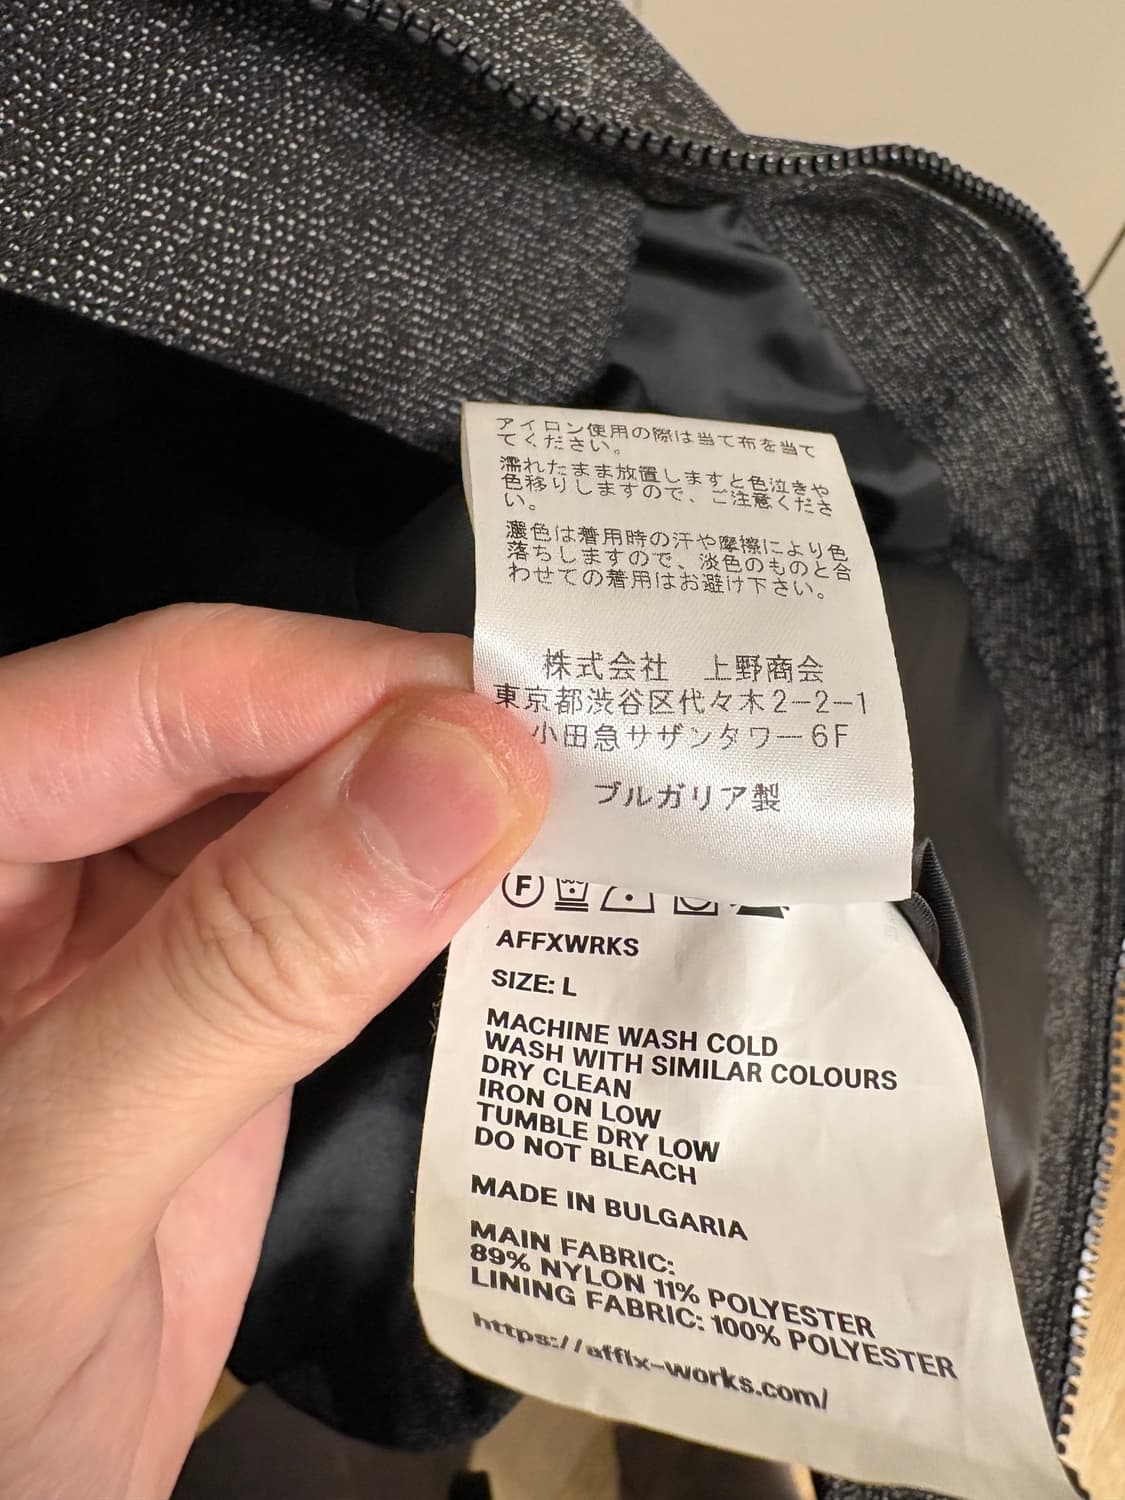 アイロン使用の際は当て布を当て
てください。
濡れたまま放置しますと色泣きや
色移りしますので、ご注意くださ
い。
濃色は着用時の汗や摩擦により色
落ちしますので、淡色のものと合
わせての着用はお避け下さい。
株式会社 上野商会
東京都渋谷区代々木2-2-1
小田急サザンタワー6F
ブルガリア製
F
AFFXWRKS
SIZE: L
MACHINE WASH COLD
WASH WITH SIMILAR COLOURS
DRY CLEAN
IRON ON LOW
TUMBLE DRY LOW
DO NOT BLEACH
MADE IN BULGARIA
MAIN FABRIC:
89% NYLON 11% POLYESTER
LINING FABRIC: 100% POLYESTER
https://affix-works.com/